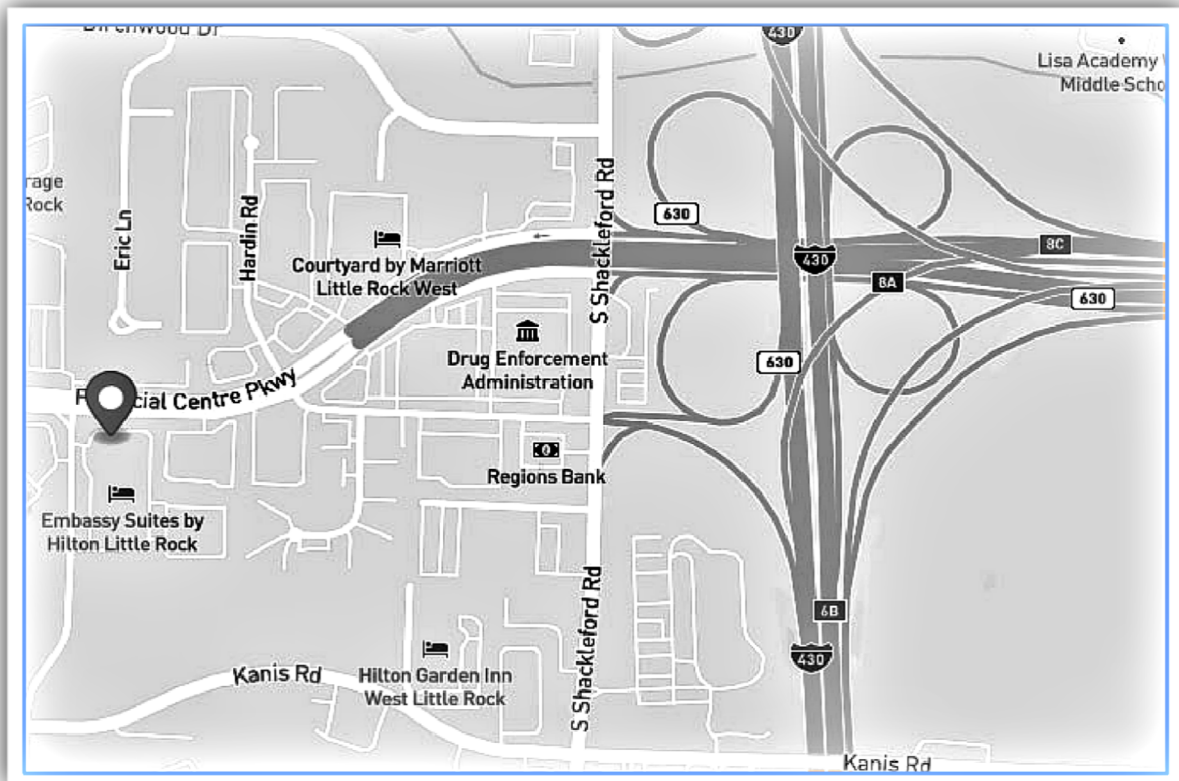 Birchwood Dr
430
Lisa Academy
Middle Scho
rage
Rock
Eric Ln
Hardin Rd
S Shackleford Rd
630
Courtyard by Marriott
Little Rock West
430
8C
8A
630
Drug Enforcement
Administration
630
cial Centre Pkwy
Regions Bank
Embassy Suites by
Hilton Little Rock
S Shackleford Rd
6B
430
Kanis Rd
Hilton Garden Inn
West Little Rock
Kanis Rd